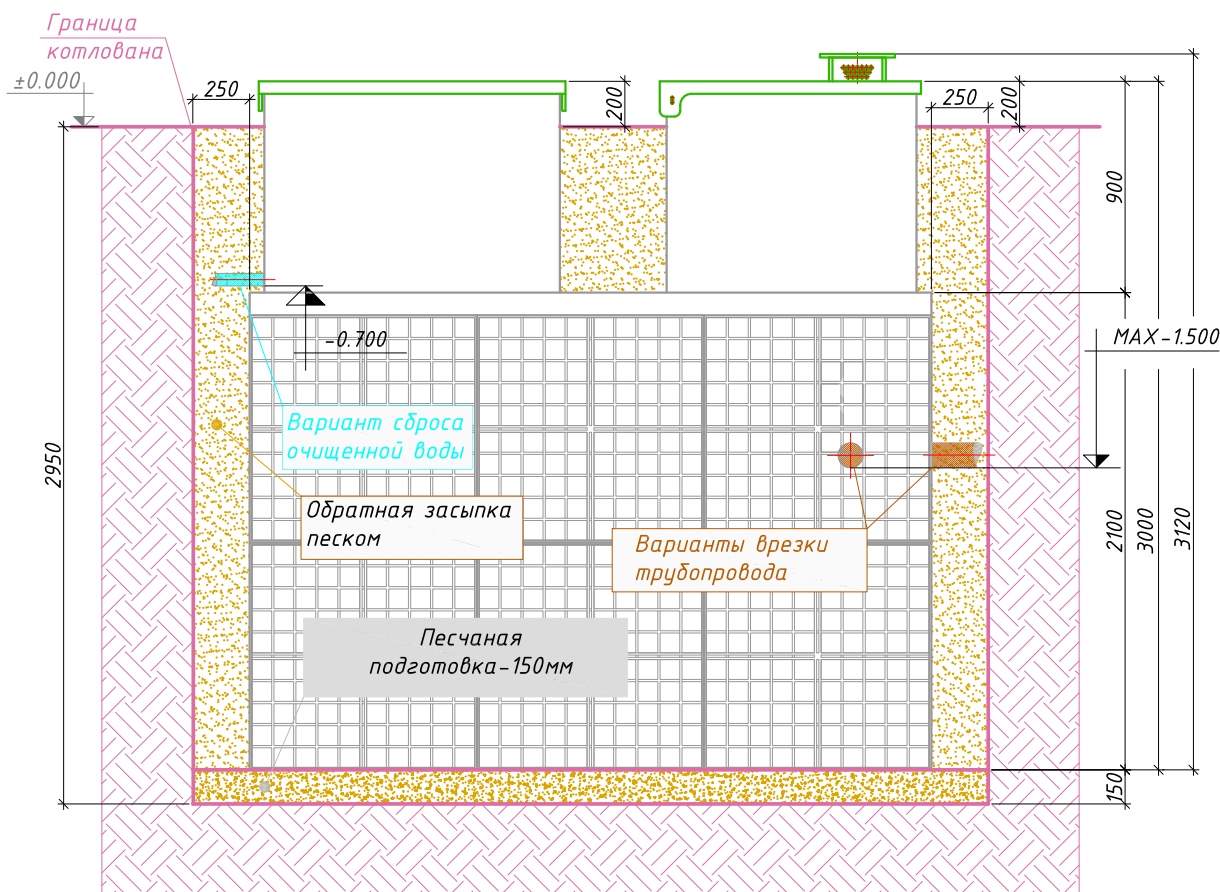 Граница
котлована
±0.000
250
200
250
200
900
-0.700
MAX-1.500
Вариант сброса
очищенной воды
2950
Обратная засыпка
песком
Варианты врезки
трубопровода
2100
3000
3120
Песчаная
подготовка-150мм
150